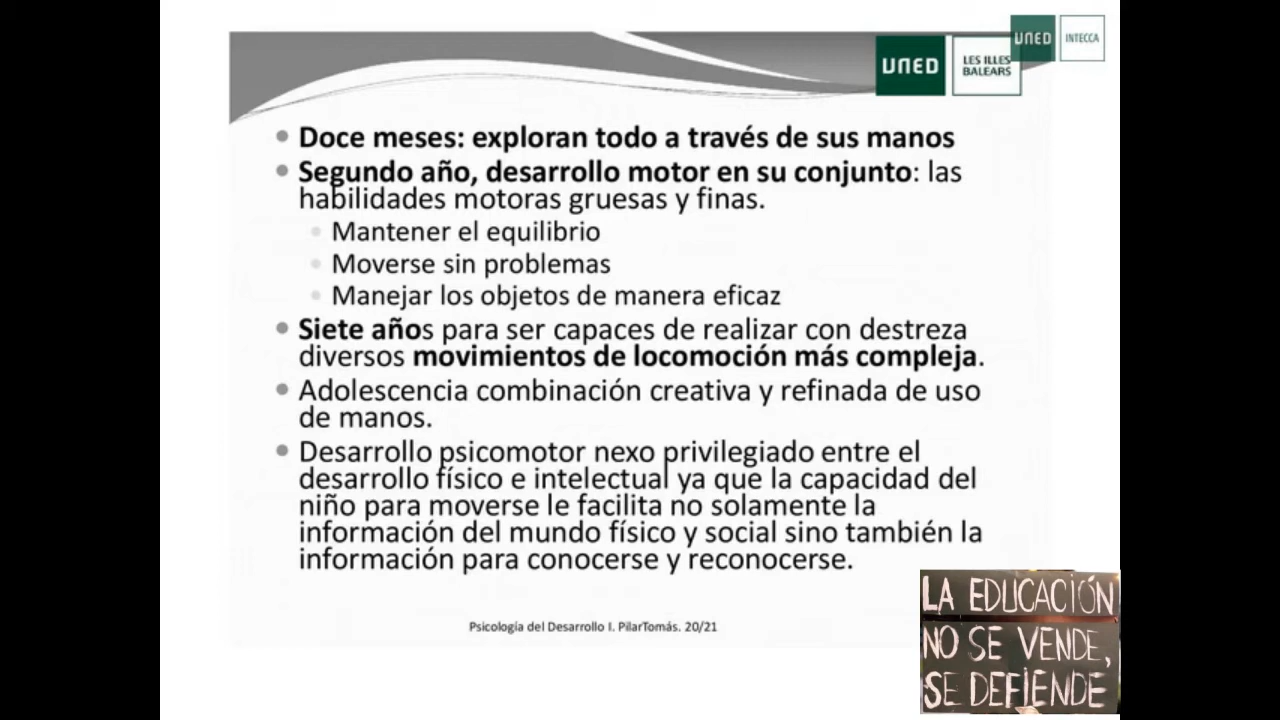 UNED
INTECCA
UNED
LES ILLES
BALEARS
Doce meses: exploran todo a través de sus manos
Segundo año, desarrollo motor en su conjunto: las
habilidades motoras gruesas y finas.
Mantener el equilibrio
Moverse sin problemas
Manejar los objetos de manera eficaz
Siete años para ser capaces de realizar con destreza
diversos movimientos de locomoción más compleja.
Adolescencia combinación creativa y refinada de uso
de manos.
Desarrollo psicomotor nexo privilegiado entre el
desarrollo físico e intelectual ya que la capacidad del
niño para moverse le facilita no solamente la
información del mundo físico y social sino también la
información para conocerse y reconocerse.
Psicología del Desarrollo I. PilarTomás. 20/21
LA EDUCACIÓN
NO SE VENDE,
SE DEFIENDE